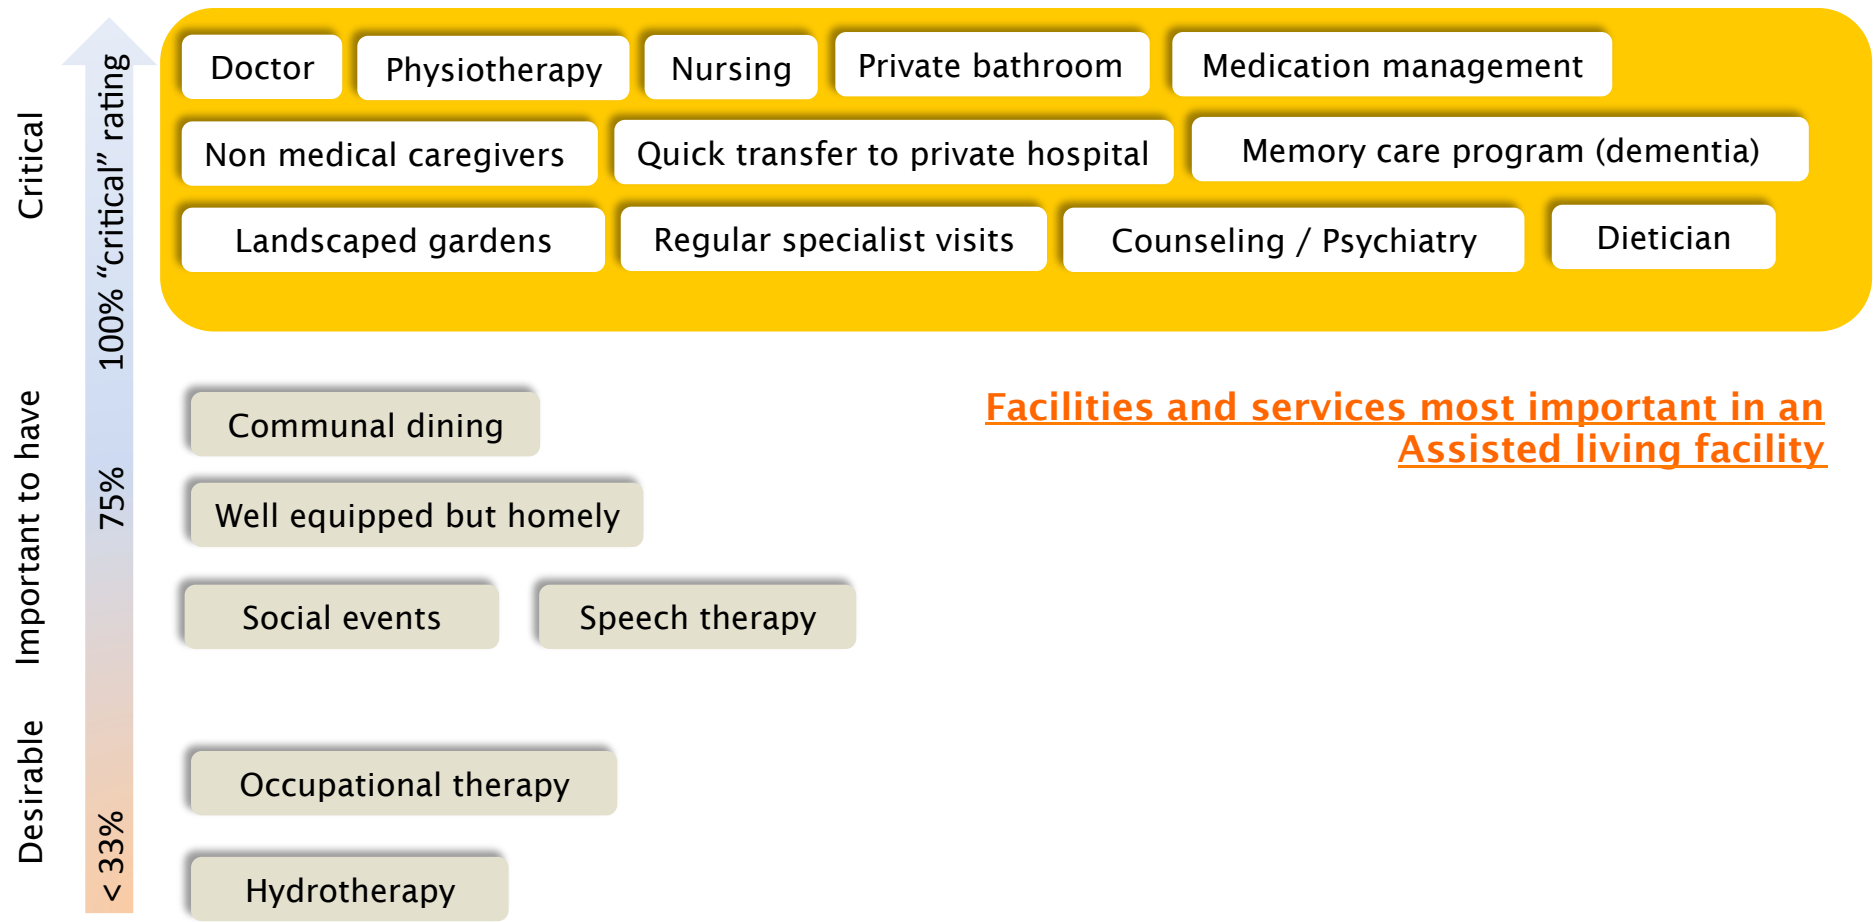 Critical
100% “critical” rating
Doctor
Physiotherapy
Nursing
Private bathroom
Medication management
Non medical caregivers
Quick transfer to private hospital
Memory care program (dementia)
Landscaped gardens
Regular specialist visits
Counseling / Psychiatry
Dietician
Important to have
75%
Communal dining
Facilities and services most important in an
Assisted living facility
Well equipped but homely
Social events
Speech therapy
Desirable
< 33%
Occupational therapy
Hydrotherapy